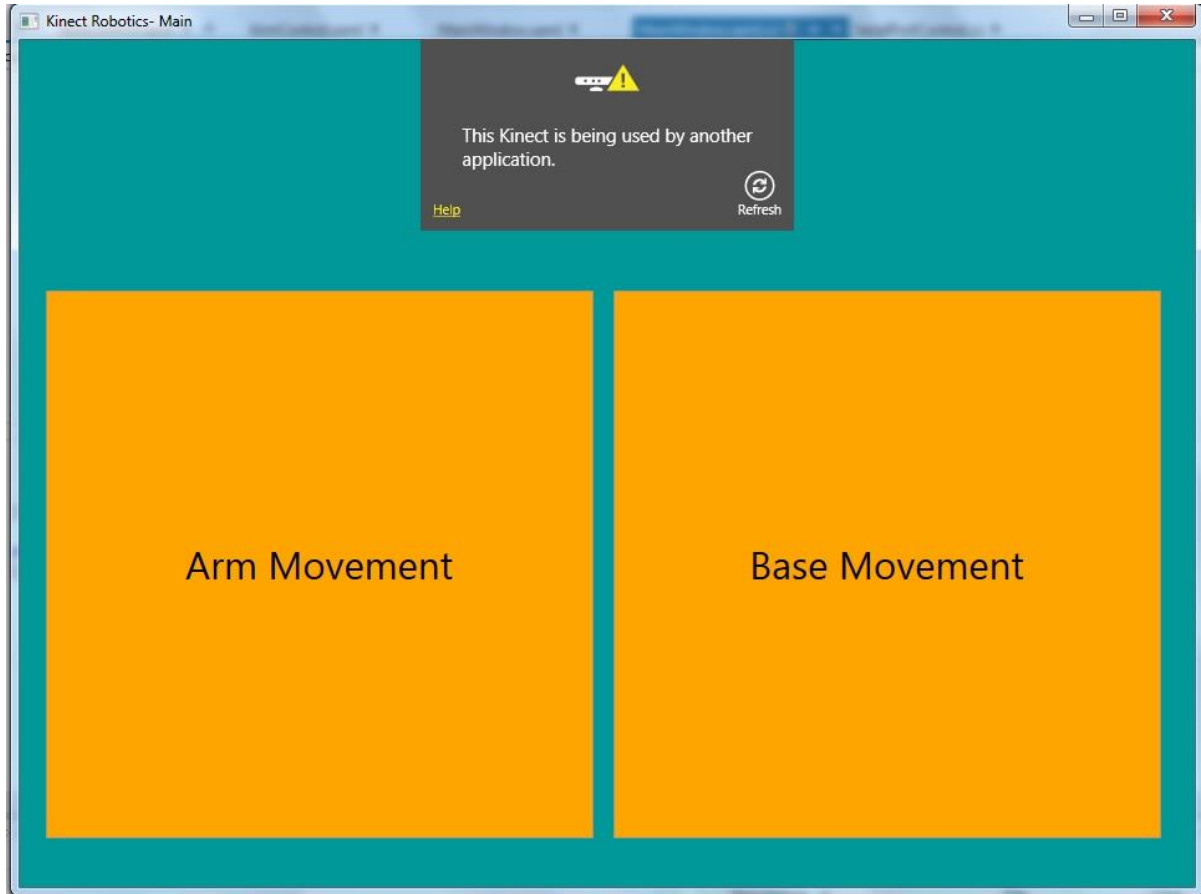 Kinect Robotics- Main
This Kinect is being used by another
application.
Help
Refresh
Arm Movement
Base Movement